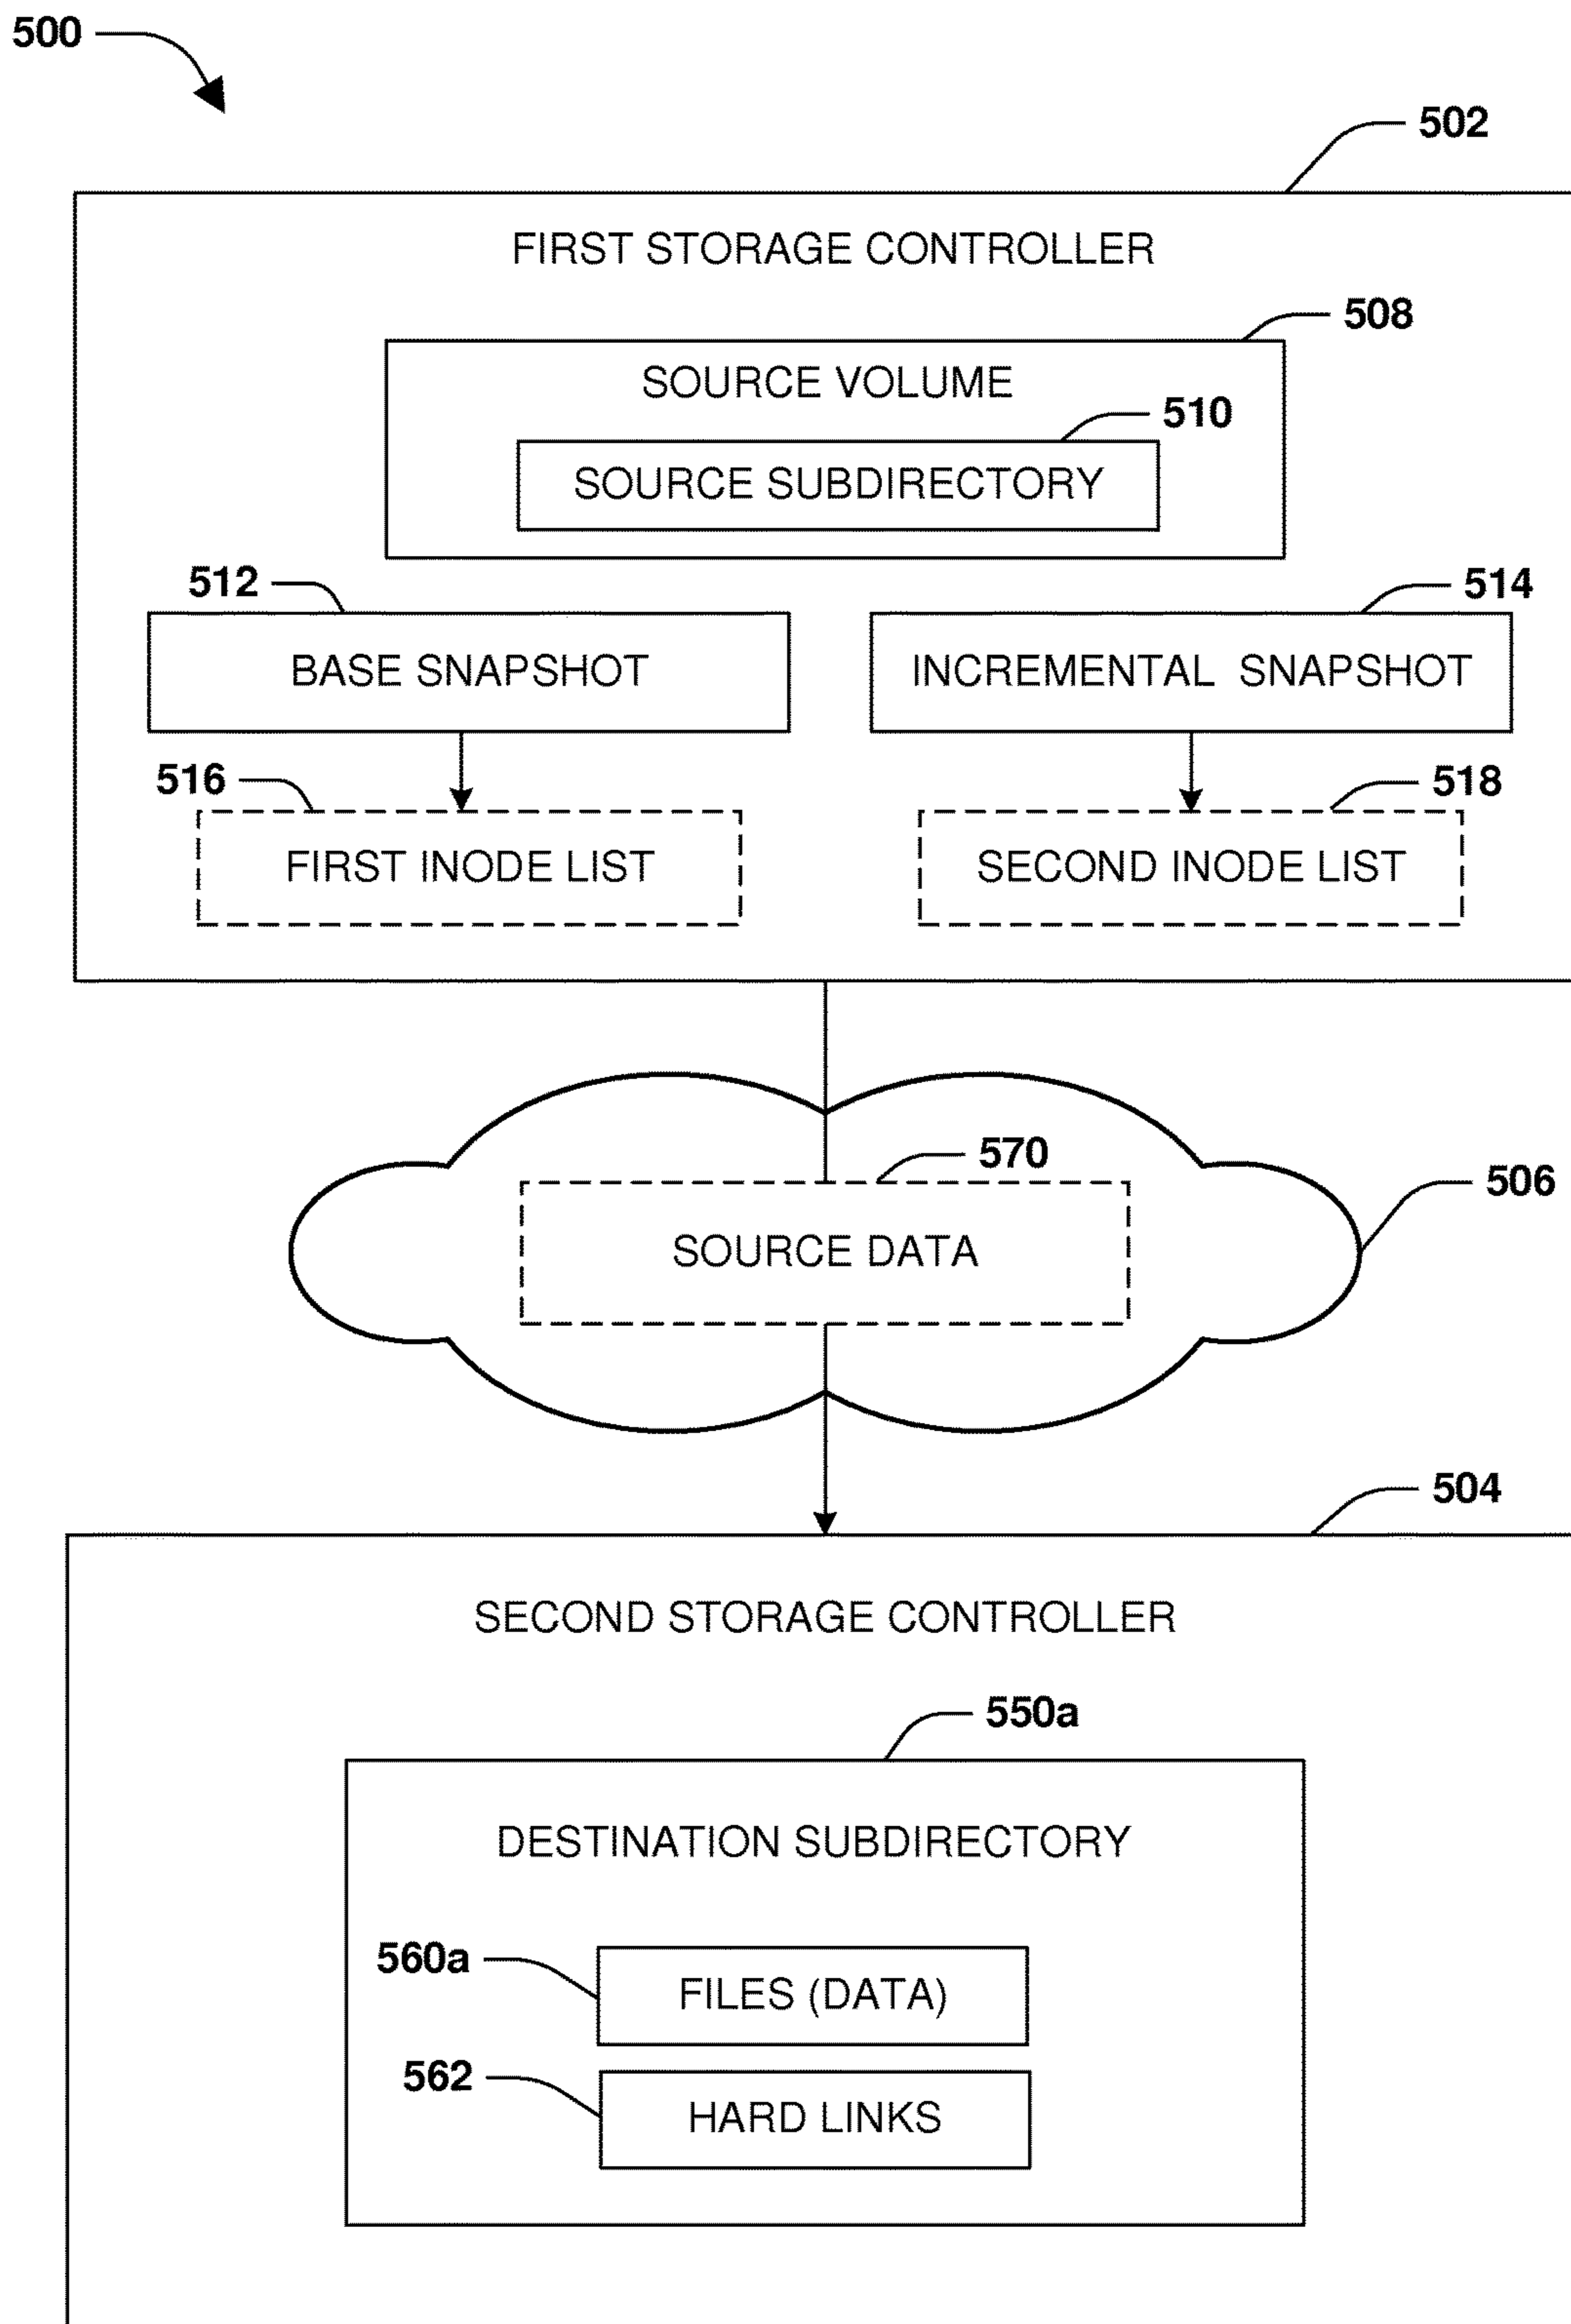 500
502
FIRST STORAGE CONTROLLER
508
SOURCE VOLUME
510
SOURCE SUBDIRECTORY
512
514
BASE SNAPSHOT
INCREMENTAL SNAPSHOT
516
518
FIRST INODE LIST
SECOND INODE LIST
570
506
SOURCE DATA
504
SECOND STORAGE CONTROLLER
550a
DESTINATION SUBDIRECTORY
560a
FILES (DATA)
562
HARD LINKS